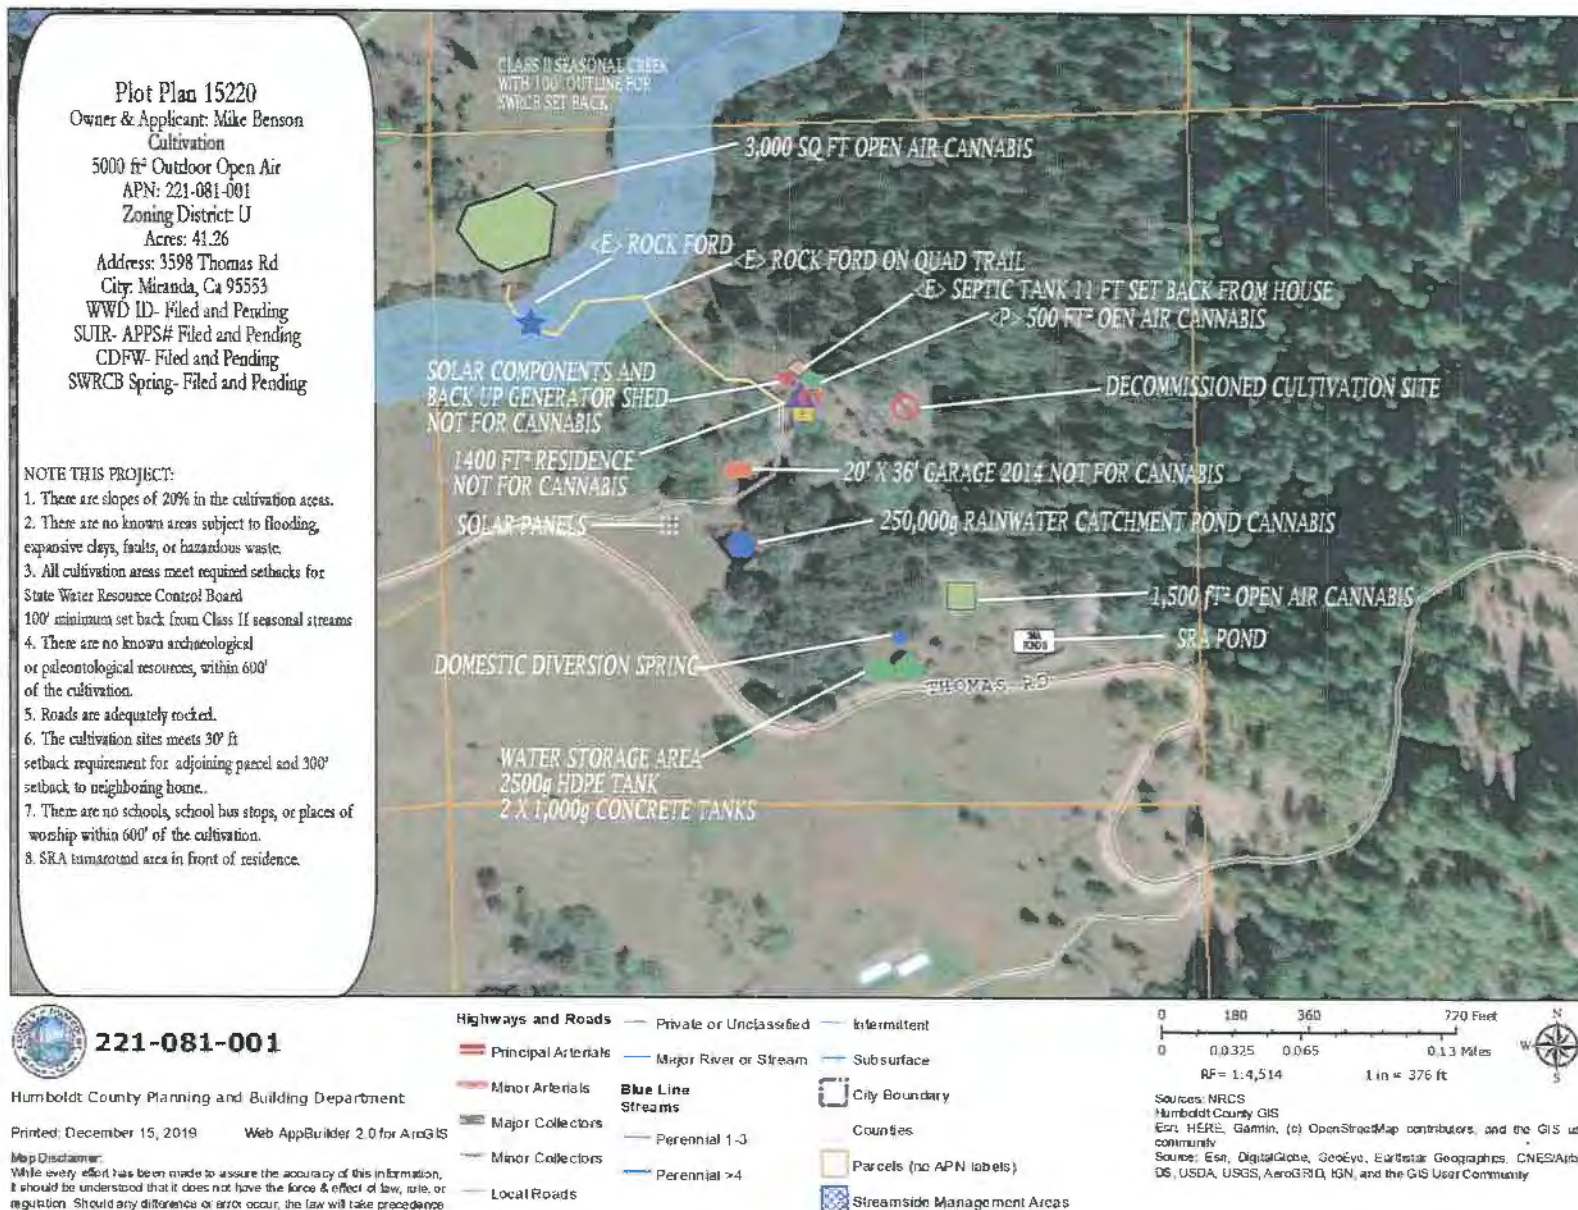 Plot Plan 15220
Owner & Applicant: Mike Benson
Cultivation
5000 ft² Outdoor Open Air
APN: 221-081-001
Zoning District: U
Acres: 41.26
Address: 3598 Thomas Rd
City: Miranda, Ca 95553
WWD ID- Filed and Pending
SUIR- APPS# Filed and Pending
CDFW- Filed and Pending
SWRCB Spring- Filed and Pending
NOTE THIS PROJECT:
1. There are slopes of 20% in the cultivation areas.
2. There are no known areas subject to flooding,
expansive clays, faults, or hazardous waste.
3. All cultivation areas meet required setbacks for
State Water Resource Control Board
100' minimum set back from Class II seasonal streams
4. There are no known archaeological
or paleontological resources, within 600'
of the cultivation.
5. Roads are adequately rocked.
6. The cultivation sites meets 30' ft
setback requirement for adjoining parcel and 300'
setback to neighboring home..
7. There are no schools, school bus stops, or places of
worship within 600' of the cultivation.
8. SRA turnaround area in front of residence.
CLASS II SEASONAL CREEK
WITH 100' OUTLINE FOR
SWRCB SET BACK
3,000 SQ FT OPEN AIR CANNABIS
<E> ROCK FORD
<E> ROCK FORD ON QUAD TRAIL
<E> SEPTIC TANK 11 FT SET BACK FROM HOUSE
<P> 500 FT² OEN AIR CANNABIS
SOLAR COMPONENTS AND
BACK UP GENERATOR SHED
NOT FOR CANNABIS
DECOMMISSIONED CULTIVATION SITE
1400 FT² RESIDENCE
NOT FOR CANNABIS
20' X 36' GARAGE 2014 NOT FOR CANNABIS
SOLAR PANELS
250,000g RAINWATER CATCHMENT POND CANNABIS
1,500 fT² OPEN AIR CANNABIS
SRA POND
DOMESTIC DIVERSION SPRING
THOMAS RD
WATER STORAGE AREA
2500g HDPE TANK
2 X 1,000g CONCRETE TANKS
221-081-001
Humboldt County Planning and Building Department
Printed: December 15, 2019 Web AppBuilder 2.0 for ArcGIS
Map Disclaimer:
While every effort has been made to assure the accuracy of this information,
it should be understood that it does not have the force & effect of law, rule, or
regulation. Should any difference or error occur, the law will take precedence
Highways and Roads
Principal Arterials
Minor Arterials
Major Collectors
Minor Collectors
Local Roads
Private or Unclassified
Major River or Stream
Blue Line
Streams
Perennial 1-3
Perennial >4
Intermittent
Subsurface
City Boundary
Counties
Parcels (no APN labels)
Streamside Management Areas
0 180 360 720 Feet
0 0.0325 0.065 0.13 Miles
RF= 1:4,514 1 in = 376 ft
N
W
S
Sources: NRCS
Humboldt County GIS
Esri, HERE, Garmin, (c) OpenStreetMap contributors, and the GIS
community
Source: Esri, DigitalGlobe, GeoEye, Earthstar Geographics,
DS, USDA, USGS, AeroGRID, IGN, and the GIS User Community